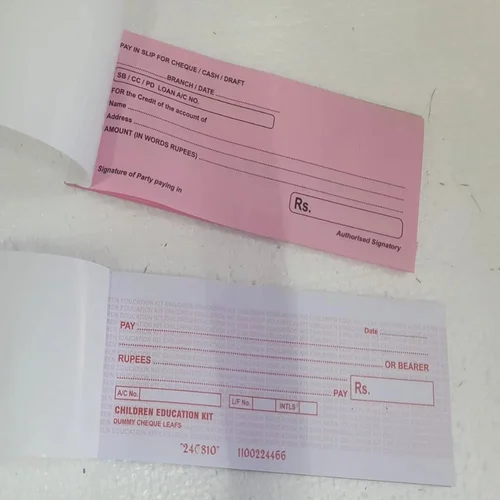 PAY IN SLIP FOR CHEQUE / CASH / DRAFT
BRANCH / DATE
SB / CC / PD LOAN A/C NO.
FOR the Credit of the account of
Name
Address
AMOUNT (IN WORDS RUPEES)
Signature of Party paying in
Rs.
Authorised Signatory
PAY
Date
OR BEARER
RUPEES
PAY
Rs.
A/C No.
L/F No.
INTLS
CHILDREN EDUCATION KIT
DUMMY CHEQUE LEAFS
1100224466